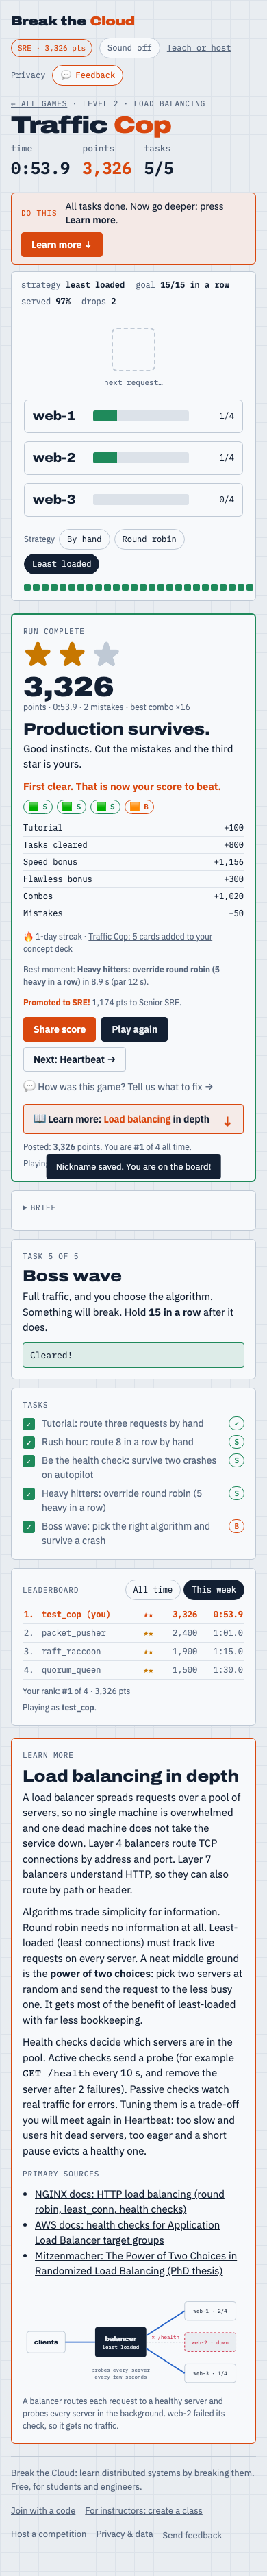 Break the Cloud
SRE · 3,326 pts
Sound off
Teach or host
Privacy
💬 Feedback
← ALL GAMES · LEVEL 2 · LOAD BALANCING
Traffic Cop
time points tasks
0:53.9 3,326 5/5
DO THIS
All tasks done. Now go deeper: press
Learn more.
Learn more ↓
strategy least loaded goal 15/15 in a row
served 97% drops 2
next request…
web-1 1/4
web-2 1/4
web-3 0/4
Strategy By hand Round robin
Least loaded
RUN COMPLETE
3,326
points · 0:53.9 · 2 mistakes · best combo ×16
Production survives.
Good instincts. Cut the mistakes and the third
star is yours.
First clear. That is now your score to beat.
🟩 S 🟩 S 🟩 S 🟧 B
Tutorial +100
Tasks cleared +800
Speed bonus +1,156
Flawless bonus +300
Combos +1,020
Mistakes −50
🔥 1-day streak · Traffic Cop: 5 cards added to your
concept deck
Best moment: Heavy hitters: override round robin (5
heavy in a row) in 8.9 s (par 12 s).
Promoted to SRE! 1,174 pts to Senior SRE.
Share score
Play again
Next: Heartbeat →
💬 How was this game? Tell us what to fix →
📖 Learn more: Load balancing in depth ↓
Posted: 3,326 points. You are #1 of 4 all time.
Nickname saved. You are on the board!
▸ BRIEF
TASK 5 OF 5
Boss wave
Full traffic, and you choose the algorithm.
Something will break. Hold 15 in a row after it
does.
Cleared!
TASKS
✓ Tutorial: route three requests by hand ✓
✓ Rush hour: route 8 in a row by hand S
✓ Be the health check: survive two crashes S
on autopilot
✓ Heavy hitters: override round robin (5 S
heavy in a row)
✓ Boss wave: pick the right algorithm and B
survive a crash
LEADERBOARD All time This week
1. test_cop (you) ★★ 3,326 0:53.9
2. packet_pusher ★★ 2,400 1:01.0
3. raft_raccoon ★★ 1,900 1:15.0
4. quorum_queen ★★ 1,500 1:30.0
Your rank: #1 of 4 · 3,326 pts
Playing as test_cop.
LEARN MORE
Load balancing in depth
A load balancer spreads requests over a pool of
servers, so no single machine is overwhelmed
and one dead machine does not take the
service down. Layer 4 balancers route TCP
connections by address and port. Layer 7
balancers understand HTTP, so they can also
route by path or header.
Algorithms trade simplicity for information.
Round robin needs no information at all. Least-
loaded (least connections) must track live
requests on every server. A neat middle ground
is the power of two choices: pick two servers at
random and send the request to the less busy
one. It gets most of the benefit of least-loaded
with far less bookkeeping.
Health checks decide which servers are in the
pool. Active checks send a probe (for example
GET /health every 10 s, and remove the
server after 2 failures). Passive checks watch
real traffic for errors. Tuning them is a trade-off
you will meet again in Heartbeat: too slow and
users hit dead servers, too eager and a short
pause evicts a healthy one.
PRIMARY SOURCES
• NGINX docs: HTTP load balancing (round
robin, least_conn, health checks)
• AWS docs: health checks for Application
Load Balancer target groups
• Mitzenmacher: The Power of Two Choices in
Randomized Load Balancing (PhD thesis)
web-1 · 2/4
clients
balancer
least loaded
× /health
web-2 · down
probes every server
every few seconds
web-3 · 1/4
A balancer routes each request to a healthy server and
probes every server in the background. web-2 failed its
check, so it gets no traffic.
Break the Cloud: learn distributed systems by breaking them.
Free, for students and engineers.
Join with a code For instructors: create a class
Host a competition Privacy & data Send feedback